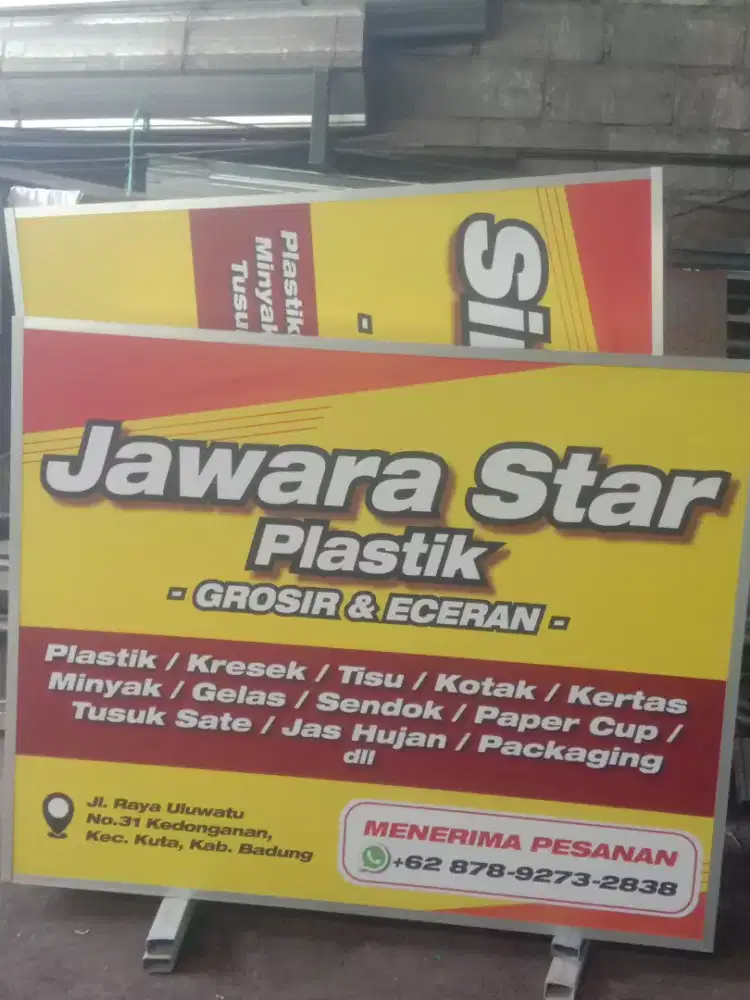 Plastik
Minyak
Tusu
-
Si
Jawara Star
Plastik
- GROSIR & ECERAN -
Plastik / Kresek / Tisu / Kotak / Kertas
Minyak / Gelas / Sendok / Paper Cup /
Tusuk Sate / Jas Hujan / Packaging
dll
Jl. Raya Uluwatu
No.31 Kedonganan,
Kec. Kuta, Kab. Badung
MENERIMA PESANAN
+62 878-9273-2838